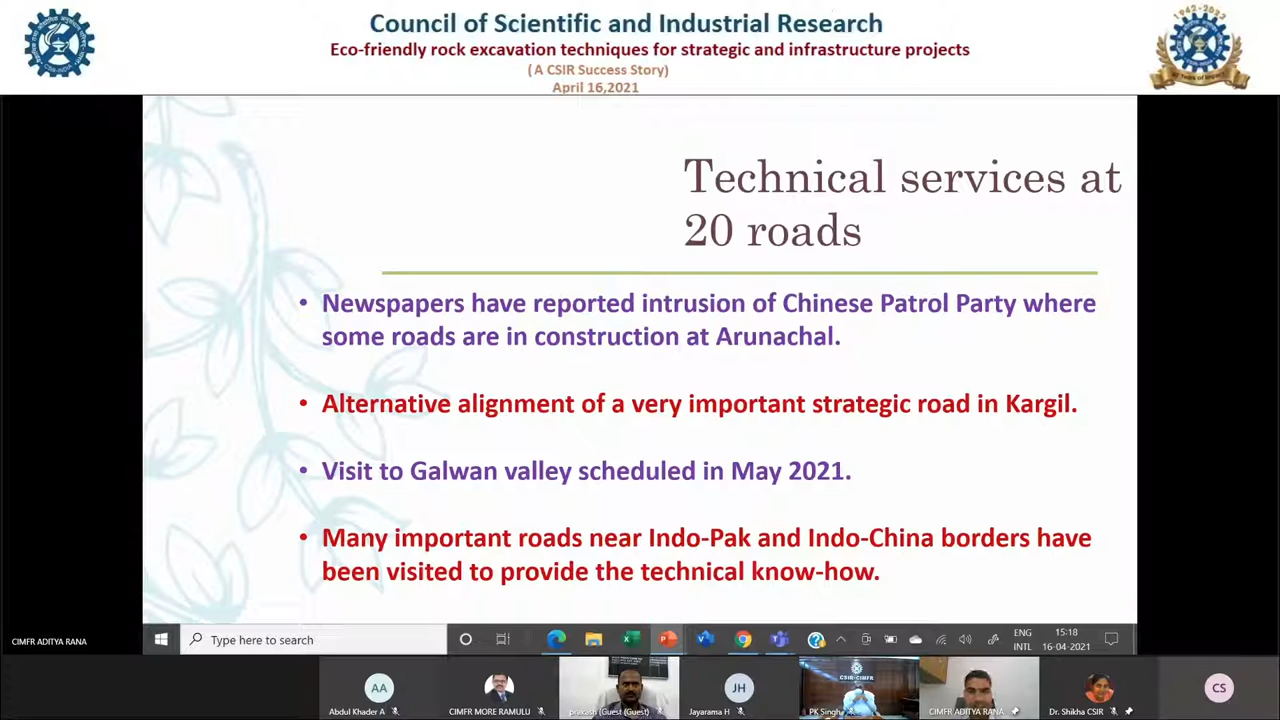 Council of Scientific and Industrial Research
Eco-friendly rock excavation techniques for strategic and infrastructure projects
( A CSIR Success Story)
April 16,2021
Technical services at
20 roads
• Newspapers have reported intrusion of Chinese Patrol Party where
some roads are in construction at Arunachal.
• Alternative alignment of a very important strategic road in Kargil.
• Visit to Galwan valley scheduled in May 2021.
• Many important roads near Indo-Pak and Indo-China borders have
been visited to provide the technical know-how.
CIMFR ADITYA RANA
Type here to search
ENG
INTL
15:18
16-04-2021
AA
JH
CSIR-CIMFR
CS
Abdul Khader A
CIMFR MORE RAMULU
prakash (Guest (Guest)
Jayarama H
PK Singh
CIMFR ADITYA RANA
Dr. Shikha CSIR